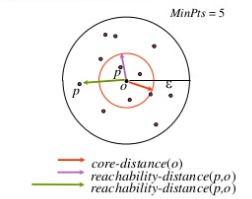 MinPts = 5
p
p
o
ε
core-distance(o)
reachability-distance(p,o)
reachability-distance(p,o)